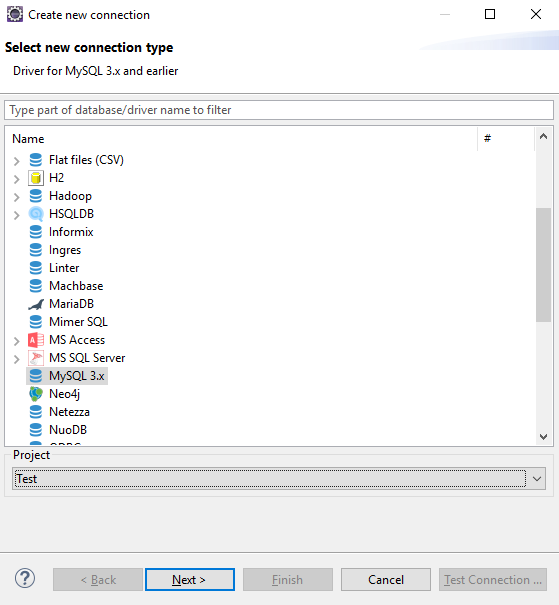 Create new connection
Select new connection type
Driver for MySQL 3.x and earlier
Type part of database/driver name to filter
Name #
Flat files (CSV)
H2
Hadoop
HSQLDB
Informix
Ingres
Linter
Machbase
MariaDB
Mimer SQL
MS Access
MS SQL Server
MySQL 3.x
Neo4j
Netezza
NuoDB
Project
Test
? < Back Next > Finish Cancel Test Connection ...